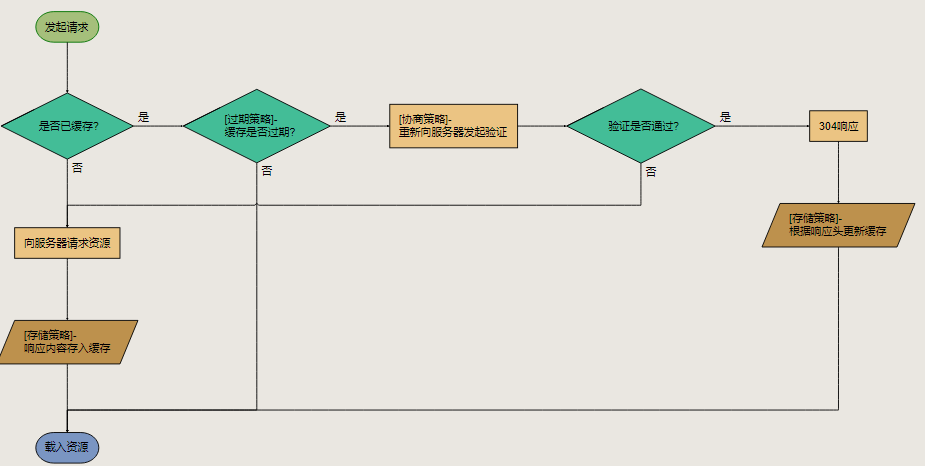 发起请求
是否已缓存?
是
[过期策略]-
缓存是否过期?
是
[协商策略]-
重新向服务器发起验证
验证是否通过?
是
304响应
否
否
否
向服务器请求资源
[存储策略]-
根据响应头更新缓存
[存储策略]-
响应内容存入缓存
载入资源